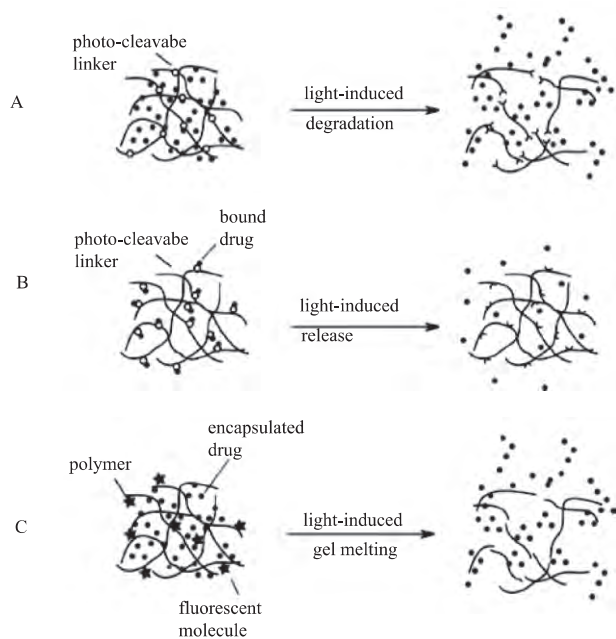 photo-cleavabe
linker
A
light-induced
degradation
bound
drug
photo-cleavabe
linker
B
light-induced
release
encapsulated
drug
polymer
C
light-induced
gel melting
fluorescent
molecule